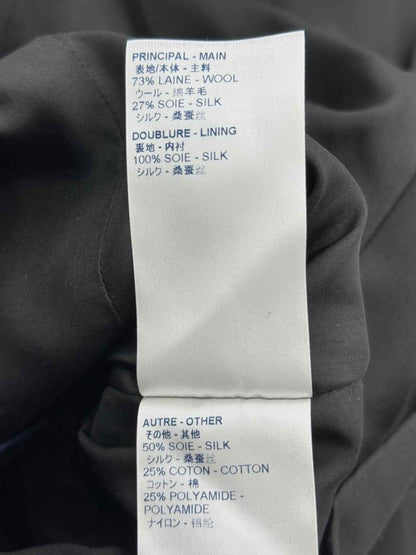 PRINCIPAL - MAIN
表地/本体 - 主料
73% LAINE - WOOL
ウール - 绵羊毛
27% SOIE - SILK
シルク - 桑蚕丝
DOUBLURE - LINING
裏地 - 内衬
100% SOIE - SILK
シルク - 桑蚕丝
AUTRE - OTHER
その他 - 其他
50% SOIE - SILK
シルク - 桑蚕丝
25% COTON - COTTON
コットン - 棉
25% POLYAMIDE -
POLYAMIDE
ナイロン - 锦纶